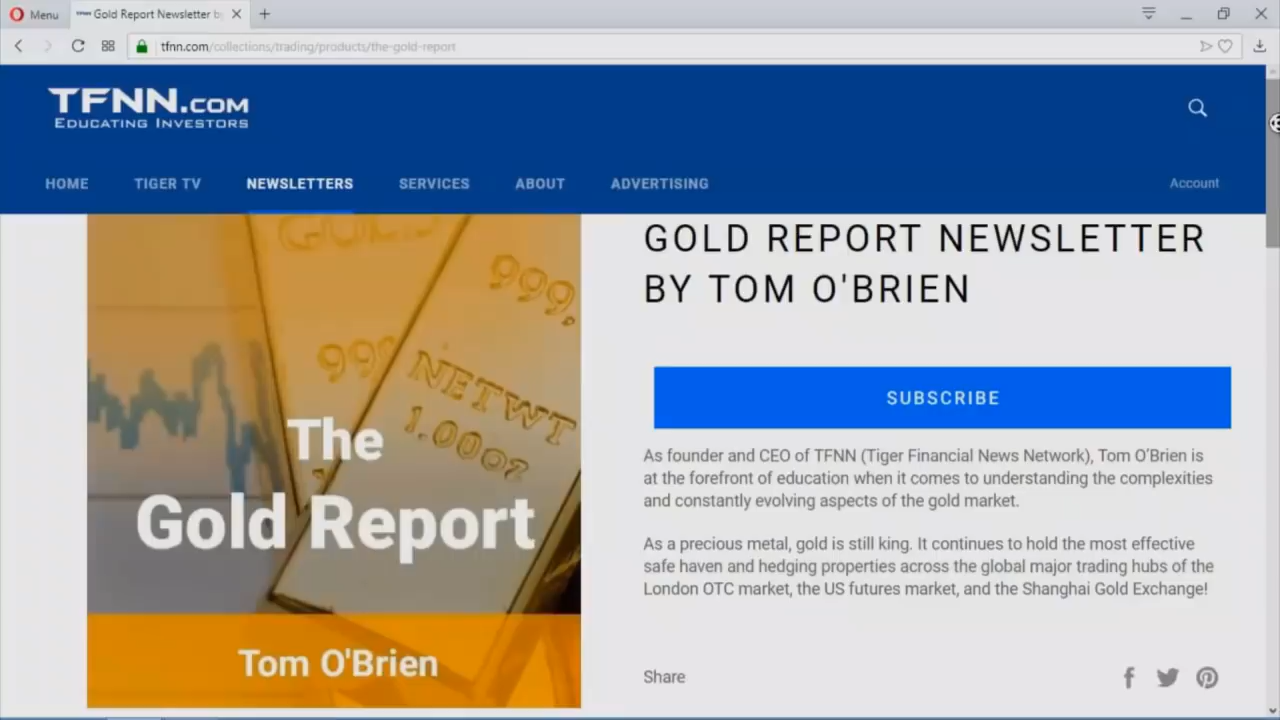 Menu
TFNN Gold Report Newsletter b
tfnn.com/collections/trading/products/the-gold-report
TFNN.COM
EDUCATING INVESTORS
HOME
TIGER TV
NEWSLETTERS
SERVICES
ABOUT
ADVERTISING
Account
GOLD
999,
999
NETWT
1.00OZ
The
Gold Report
Tom O'Brien
GOLD REPORT NEWSLETTER
BY TOM O'BRIEN
SUBSCRIBE
As founder and CEO of TFNN (Tiger Financial News Network), Tom O'Brien is
at the forefront of education when it comes to understanding the complexities
and constantly evolving aspects of the gold market.
As a precious metal, gold is still king. It continues to hold the most effective
safe haven and hedging properties across the global major trading hubs of the
London OTC market, the US futures market, and the Shanghai Gold Exchange!
Share